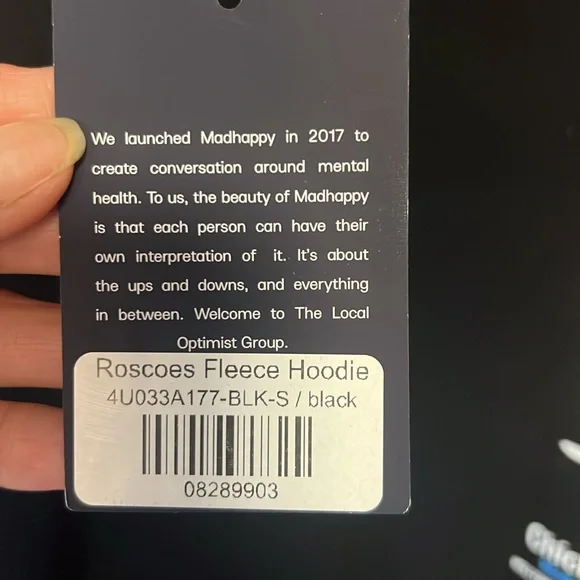 We launched Madhappy in 2017 to
create conversation around mental
health. To us, the beauty of Madhappy
is that each person can have their
own interpretation of it. It's about
the ups and downs, and everything
in between. Welcome to The Local
Optimist Group.
Roscoes Fleece Hoodie
4U033A177-BLK-S / black
08289903